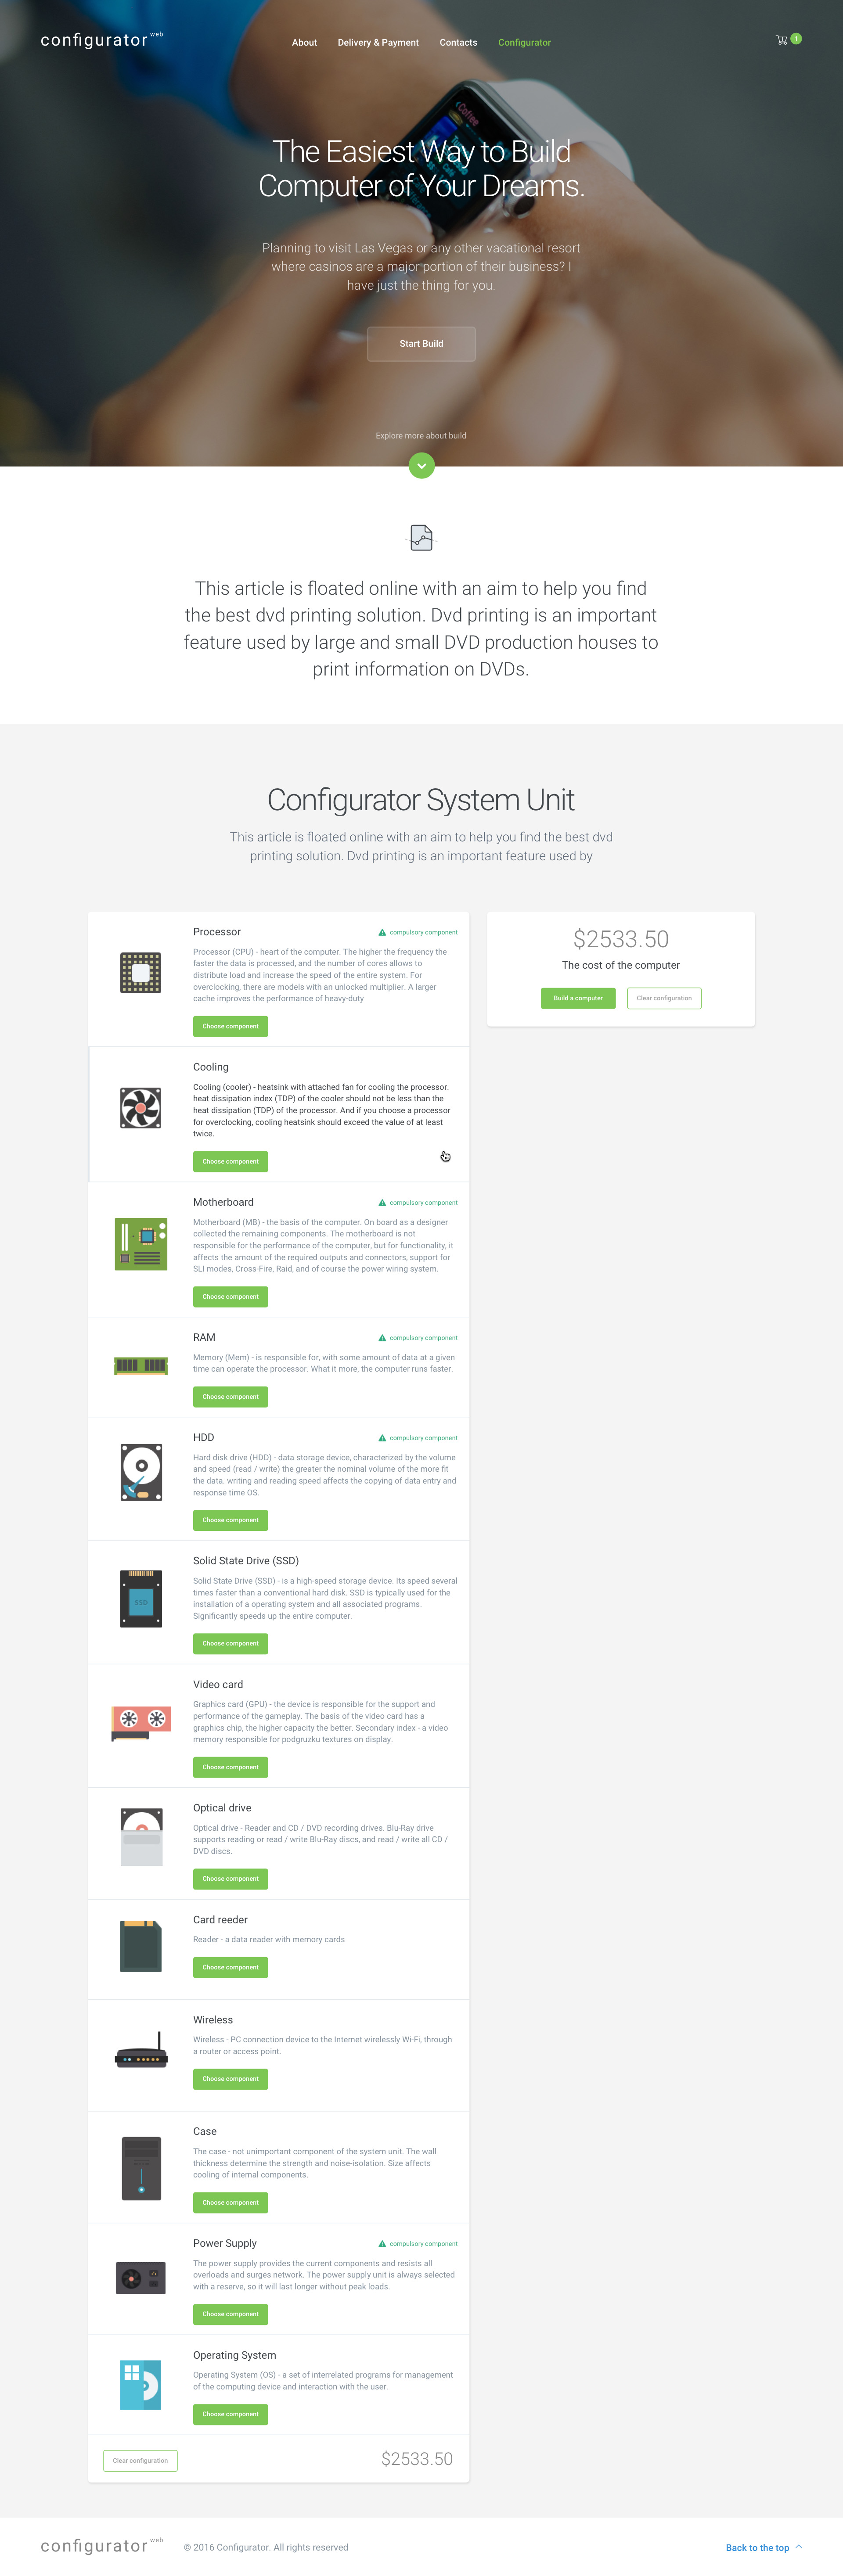 configurator web
About Delivery & Payment Contacts Configurator
1
Coffee
The Easiest Way to Build
Computer of Your Dreams.
Planning to visit Las Vegas or any other vacational resort
where casinos are a major portion of their business? I
have just the thing for you.
Start Build
Explore more about build
This article is floated online with an aim to help you find
the best dvd printing solution. Dvd printing is an important
feature used by large and small DVD production houses to
print information on DVDs.
Configurator System Unit
This article is floated online with an aim to help you find the best dvd
printing solution. Dvd printing is an important feature used by
Processor
compulsory component
Processor (CPU) - heart of the computer. The higher the frequency the
faster the data is processed, and the number of cores allows to
distribute load and increase the speed of the entire system. For
overclocking, there are models with an unlocked multiplier. A larger
cache improves the performance of heavy-duty
Choose component
$2533.50
The cost of the computer
Build a computer
Clear configuration
Cooling
Cooling (cooler) - heatsink with attached fan for cooling the processor.
heat dissipation index (TDP) of the cooler should not be less than the
heat dissipation (TDP) of the processor. And if you choose a processor
for overclocking, cooling heatsink should exceed the value of at least
twice.
Choose component
Motherboard
compulsory component
Motherboard (MB) - the basis of the computer. On board as a designer
collected the remaining components. The motherboard is not
responsible for the performance of the computer, but for functionality, it
affects the amount of the required outputs and connectors, support for
SLI modes, Cross-Fire, Raid, and of course the power wiring system.
Choose component
RAM
compulsory component
Memory (Mem) - is responsible for, with some amount of data at a given
time can operate the processor. What it more, the computer runs faster.
Choose component
HDD
compulsory component
Hard disk drive (HDD) - data storage device, characterized by the volume
and speed (read / write) the greater the nominal volume of the more fit
the data. writing and reading speed affects the copying of data entry and
response time OS.
Choose component
Solid State Drive (SSD)
SSD
Solid State Drive (SSD) - is a high-speed storage device. Its speed several
times faster than a conventional hard disk. SSD is typically used for the
installation of a operating system and all associated programs.
Significantly speeds up the entire computer.
Choose component
Video card
Graphics card (GPU) - the device is responsible for the support and
performance of the gameplay. The basis of the video card has a
graphics chip, the higher capacity the better. Secondary index - a video
memory responsible for podgruzku textures on display.
Choose component
Optical drive
Optical drive - Reader and CD / DVD recording drives. Blu-Ray drive
supports reading or read / write Blu-Ray discs, and read / write all CD /
DVD discs.
Choose component
Card reeder
Reader - a data reader with memory cards
Choose component
Wireless
Wireless - PC connection device to the Internet wirelessly Wi-Fi, through
a router or access point.
Choose component
Case
The case - not unimportant component of the system unit. The wall
thickness determine the strength and noise-isolation. Size affects
cooling of internal components.
Choose component
Power Supply
compulsory component
The power supply provides the current components and resists all
overloads and surges network. The power supply unit is always selected
with a reserve, so it will last longer without peak loads.
Choose component
Operating System
Operating System (OS) - a set of interrelated programs for management
of the computing device and interaction with the user.
Choose component
Clear configuration
$2533.50
configurator web
© 2016 Configurator. All rights reserved
Back to the top